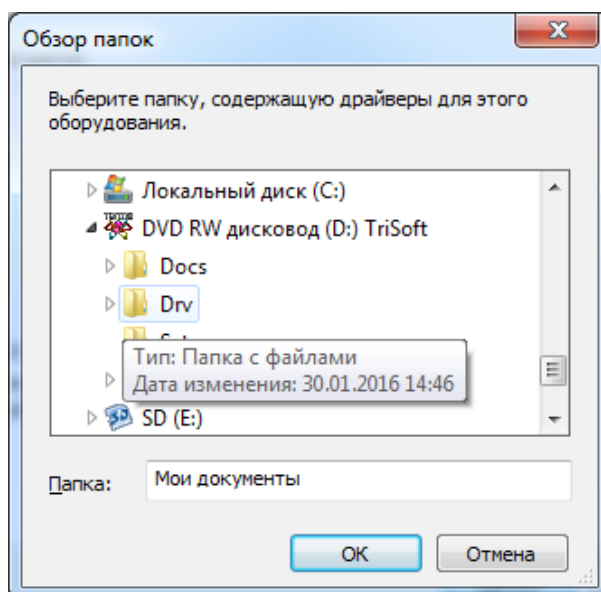 Обзор папок
Выберите папку, содержащую драйверы для этого
оборудования.
Локальный диск (C:)
DVD RW дисковод (D:) TriSoft
Docs
Drv
Тип: Папка с файлами
Дата изменения: 30.01.2016 14:46
SD (E:)
Папка: Мои документы
ОК Отмена